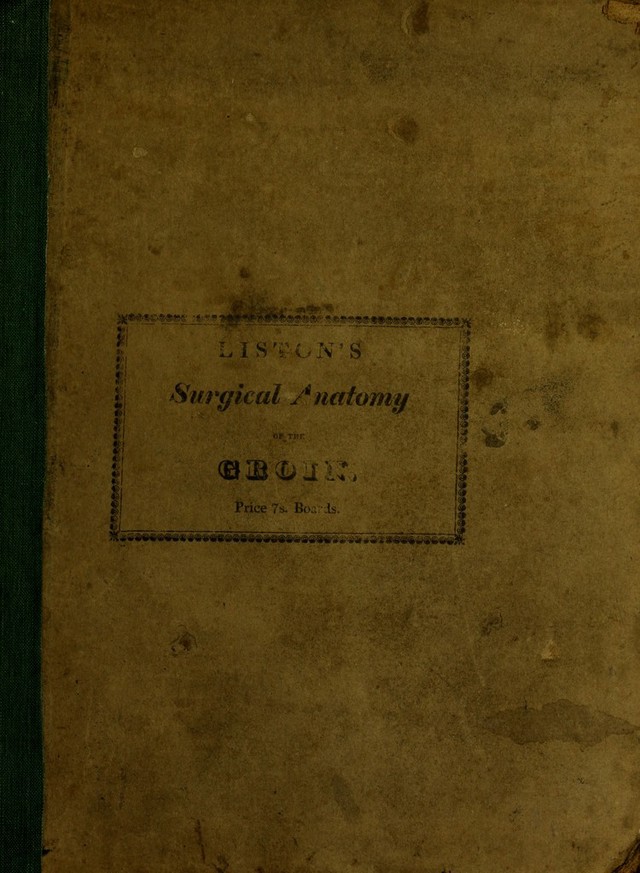 LISTON'S
Surgical Anatomy
OF THE
GROIN.
Price 7s. Boards.